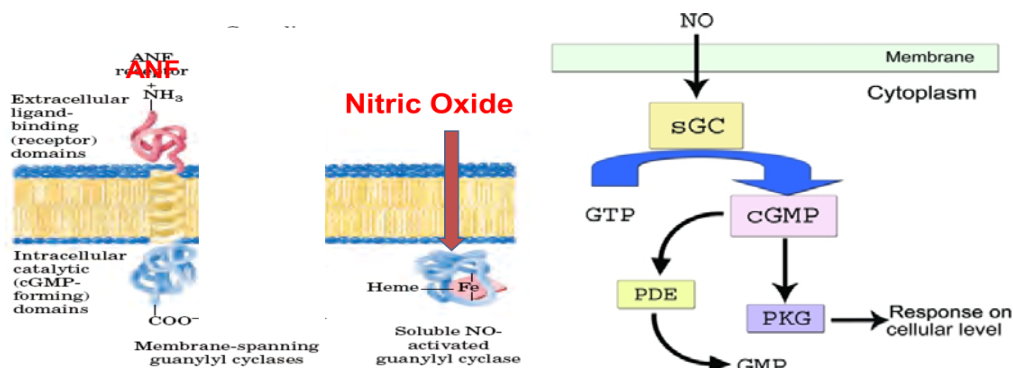 ANF
receptor
ANF
+
NH3
Extracellular
ligand-
binding
(receptor)
domains
Intracellular
catalytic
(cGMP-
forming)
domains
COO−
Membrane-spanning
guanylyl cyclases
Nitric Oxide
Heme
Fe
Soluble NO-
activated
guanylyl cyclase
NO
Membrane
Cytoplasm
sGC
GTP
cGMP
PDE
PKG
Response on
cellular level
GMP